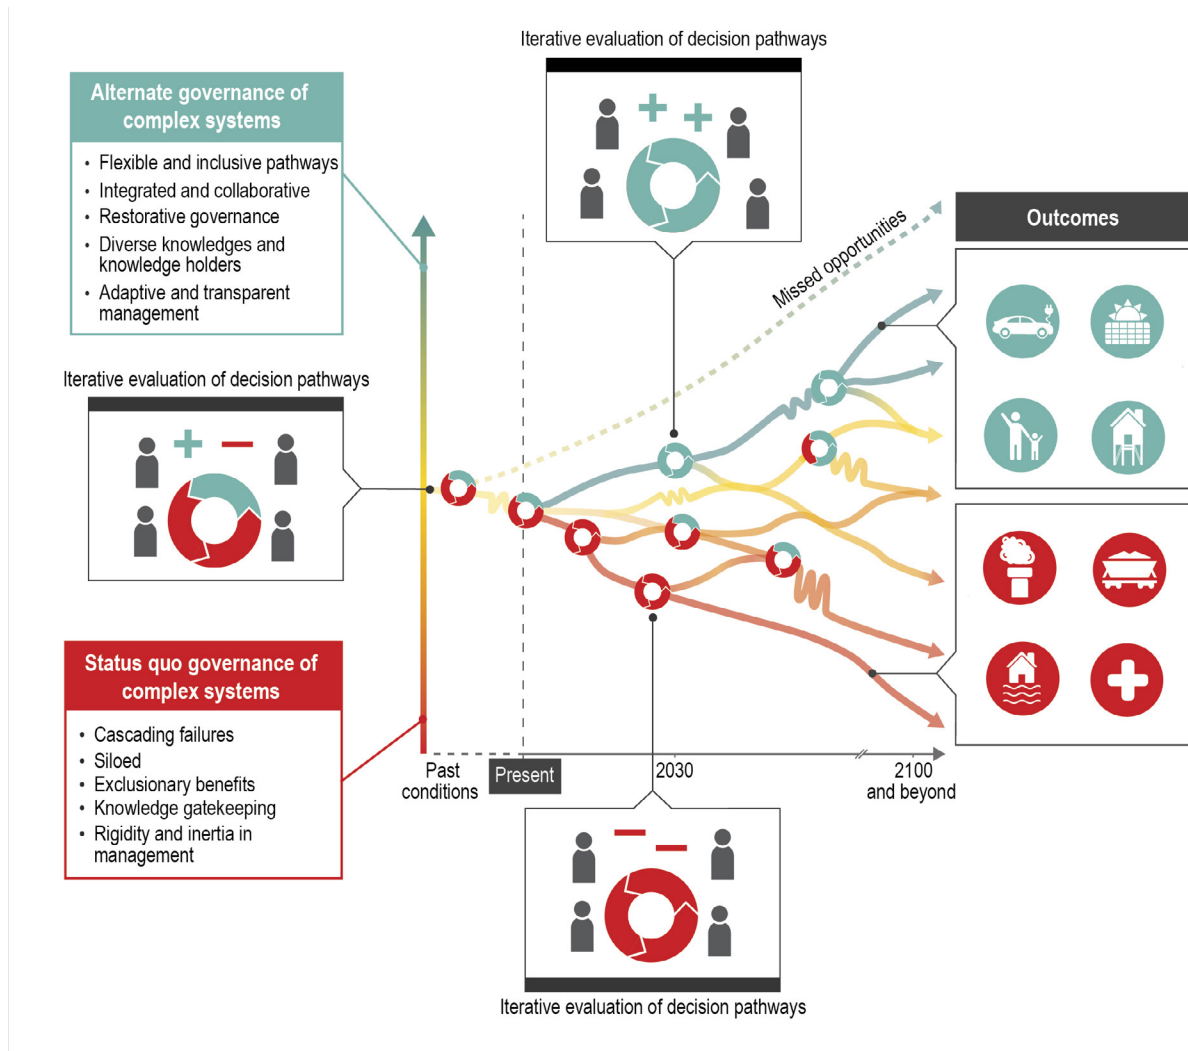 Iterative evaluation of decision pathways
Alternate governance of
complex systems
• Flexible and inclusive pathways
• Integrated and collaborative
• Restorative governance
• Diverse knowledges and
knowledge holders
• Adaptive and transparent
management
Missed opportunities
Outcomes
Iterative evaluation of decision pathways
Status quo governance of
complex systems
• Cascading failures
• Siloed
• Exclusionary benefits
• Knowledge gatekeeping
• Rigidity and inertia in
management
Past
conditions
Present
2030
2100
and beyond
Iterative evaluation of decision pathways